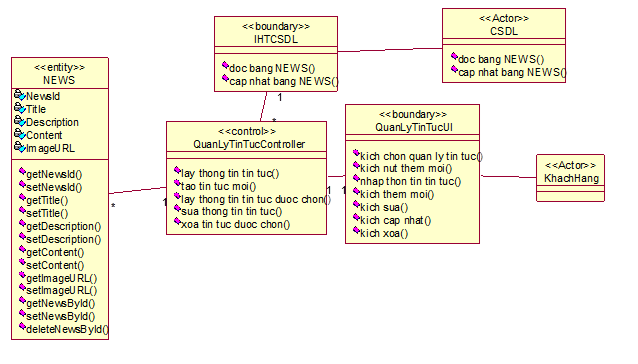 <<entity>>
NEWS
NewsId
Title
Description
Content
ImageURL
getNewsId()
setNewsId()
getTitle()
setTitle()
getDescription()
setDescription()
getContent()
setContent()
getImageURL()
setImageURL()
getNewsById()
setNewsById()
deleteNewsById()
*
1
<<boundary>>
IHTCSDL
doc bang NEWS()
cap nhat bang NEWS()
1
*
<<Actor>>
CSDL
doc bang NEWS()
cap nhat bang NEWS()
<<control>>
QuanLyTinTucController
lay thong tin tin tuc()
tao tin tuc moi()
lay thong tin tin tuc duoc chon()
sua thong tin tin tuc()
xoa tin tuc duoc chon()
1
1
<<boundary>>
QuanLyTinTucUI
kich chon quan ly tin tuc()
kich nut them moi()
nhap thon tin tin tuc()
kich them moi()
kich sua()
kich cap nhat()
kich xoa()
<<Actor>>
KhachHang